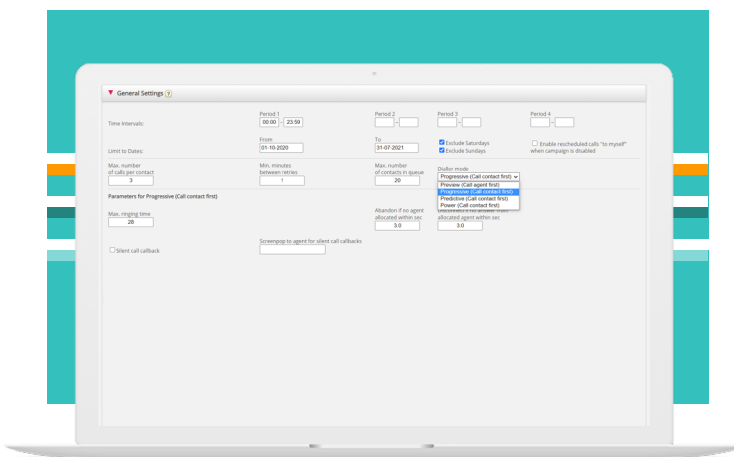 General Settings ?
Period 1
Period 2
Period 3
Period 4
Time Intervals:
00:00 - 23:59
-
-
-
From
To
Limit to Dates:
01-10-2020
31-07-2021
Exclude Saturdays
Exclude Sundays
Enable rescheduled calls "to myself"
when campaign is disabled
Max. number
of calls per contact
3
Min. minutes
between retries
1
Max. number
of contacts in queue
20
Dialler mode
Progressive (Call contact first)
Preview (Call agent first)
Progressive (Call contact first)
Predictive (Call contact first)
Power (Call contact first)
Parameters for Progressive (Call contact first)
Max. ringing time
28
Abandon if no agent
allocated within sec
3.0
allocated agent within sec
3.0
Silent call callback
Screenpop to agent for silent call callbacks